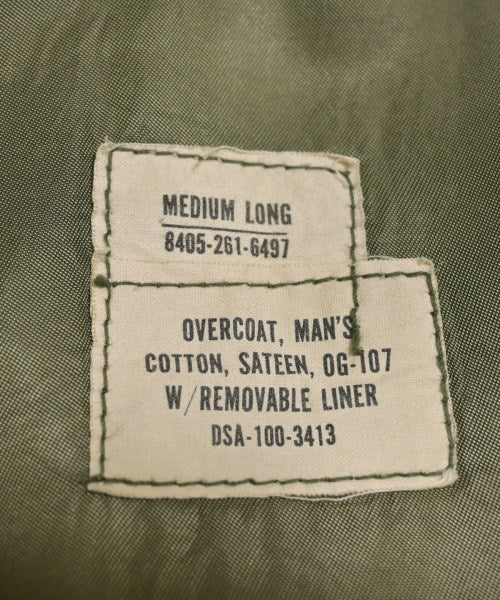 MEDIUM LONG
8405-261-6497
OVERCOAT, MAN'S
COTTON, SATEEN, OG-107
W/REMOVABLE LINER
DSA-100-3413